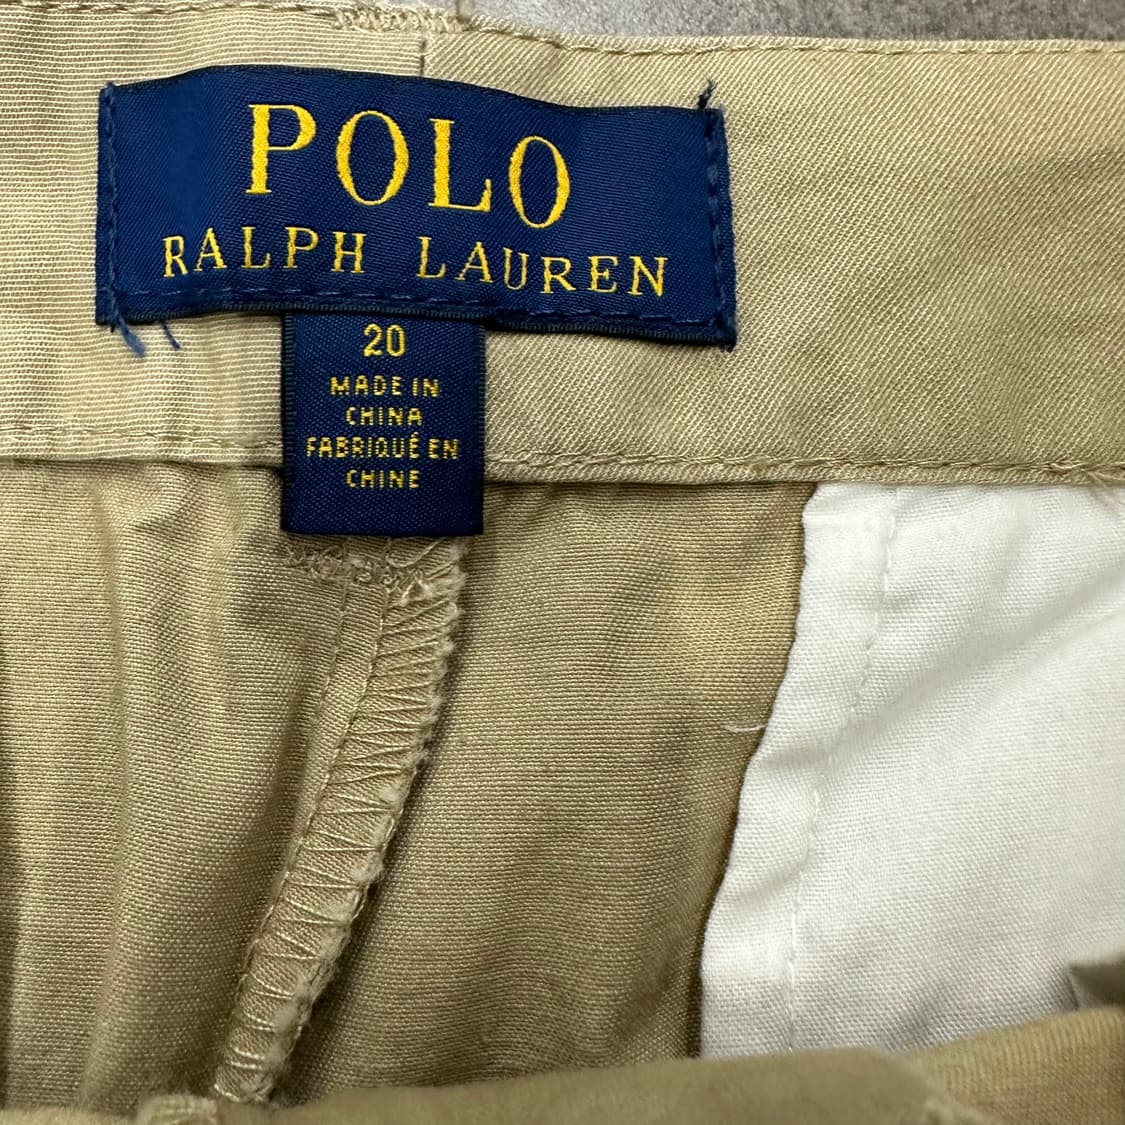 POLO
RALPH LAUREN
20
MADE IN
CHINA
FABRIQUÉ EN
CHINE